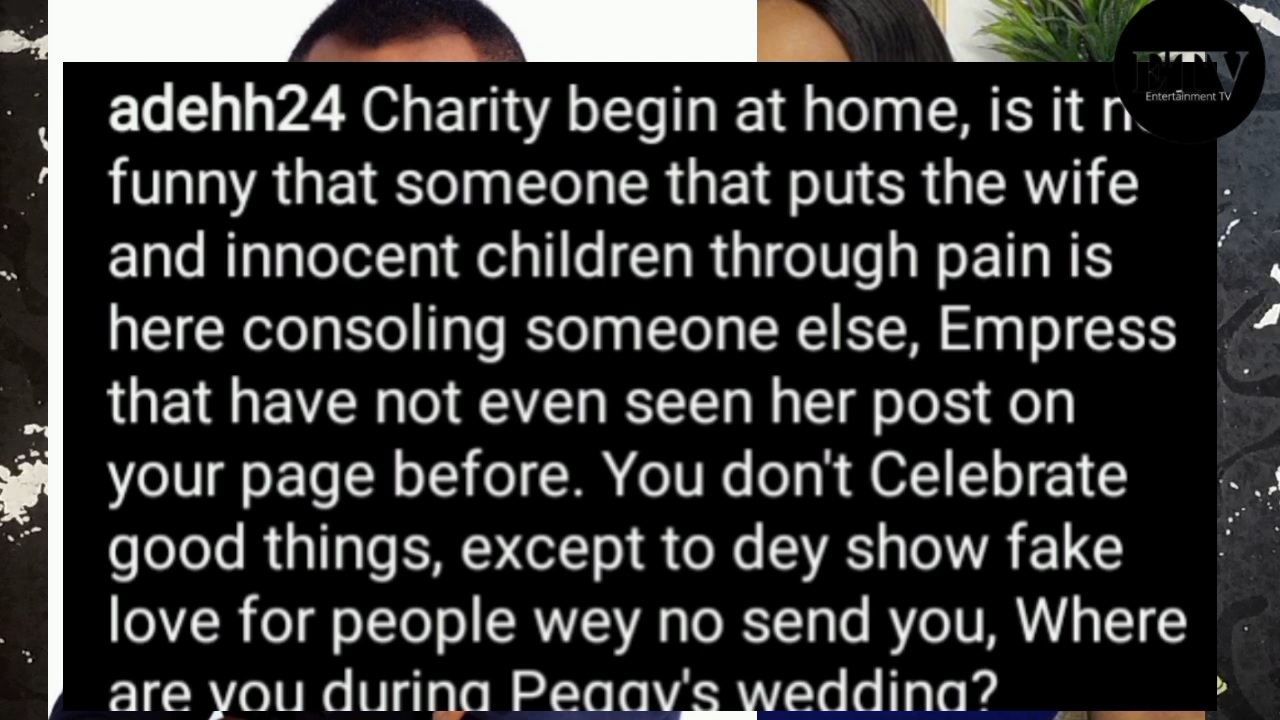 adehh24 Charity begin at home, is it
funny that someone that puts the wife
and innocent children through pain is
here consoling someone else, Empress
that have not even seen her post on
your page before. You don't Celebrate
good things, except to dey show fake
love for people wey no send you, Where
are you during Peggy's wedding?
ETV
Entertainment TV